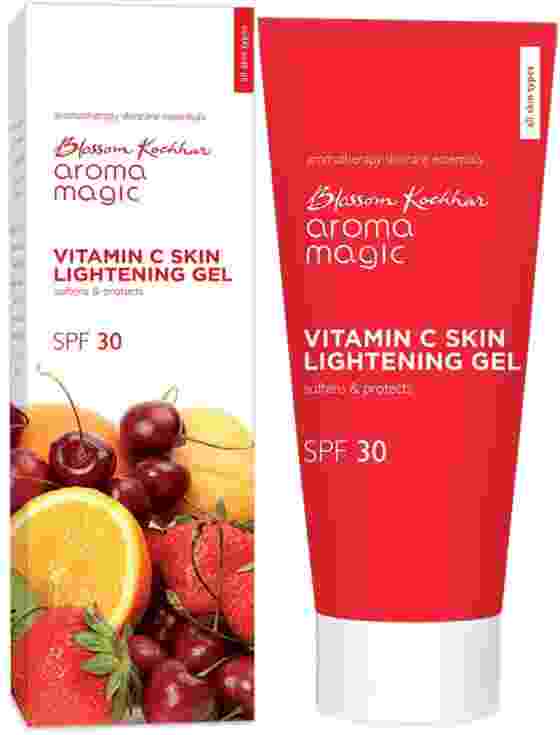 all skin types
aromatherapy skincare essentials
Blossom Kochhar
aroma
magic
VITAMIN C SKIN
LIGHTENING GEL
softens & protects
SPF 30
all skin types
aromatherapy skincare essentials
Blossom Kochhar
aroma
magic
VITAMIN C SKIN
LIGHTENING GEL
softens & protects
SPF 30